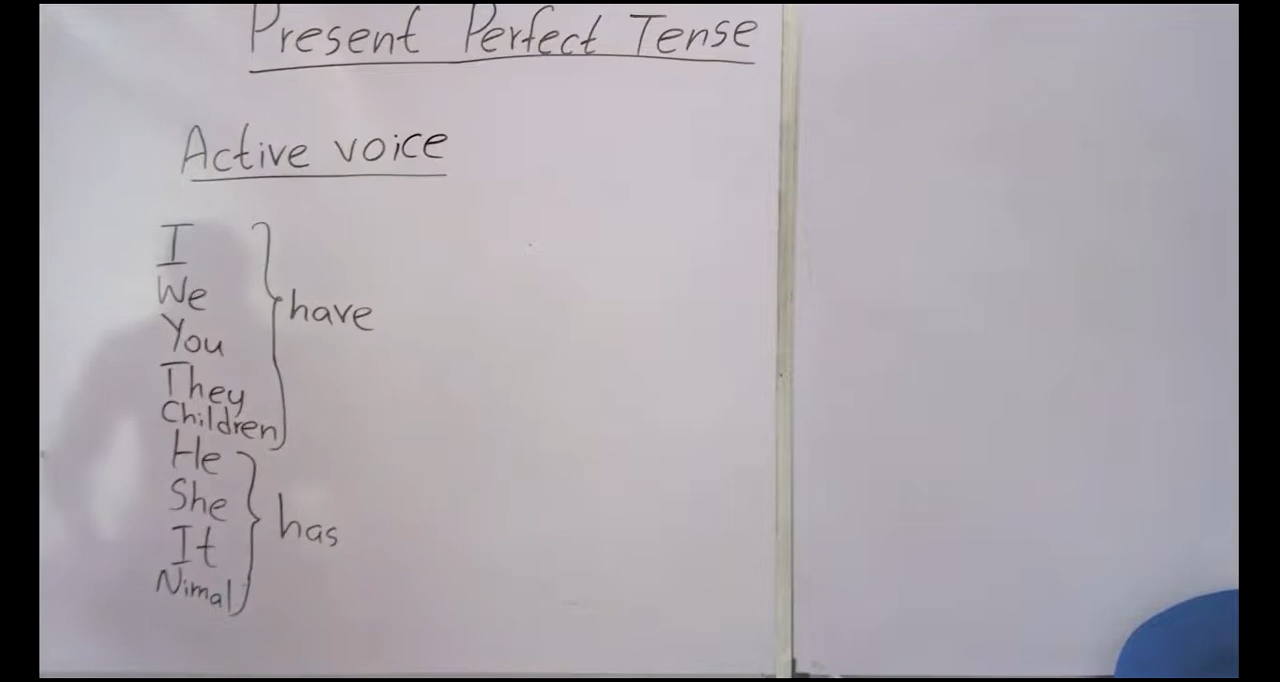 Present Perfect Tense
Active voice
I
We
You
They
Children
have
He
She
It
Nimal
has